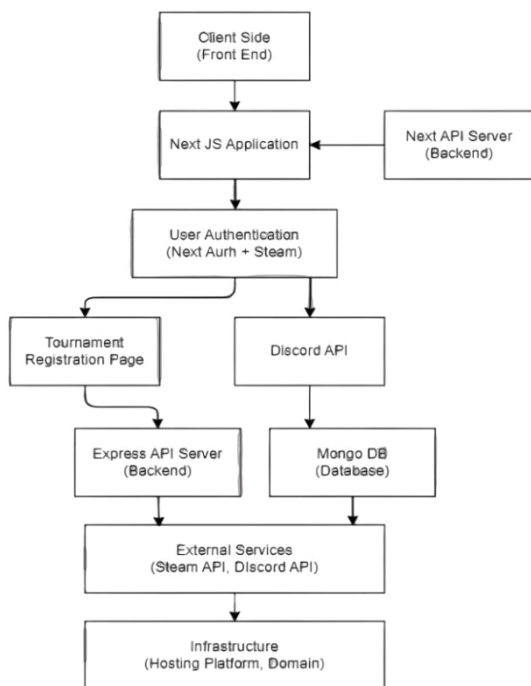 Client Side
(Front End)
Next JS Application
Next API Server
(Backend)
User Authentication
(Next Aurh + Steam)
Tournament
Registration Page
Discord API
Express API Server
(Backend)
Mongo DB
(Database)
External Services
(Steam API, DIscord API)
Infrastructure
(Hosting Platform, Domain)